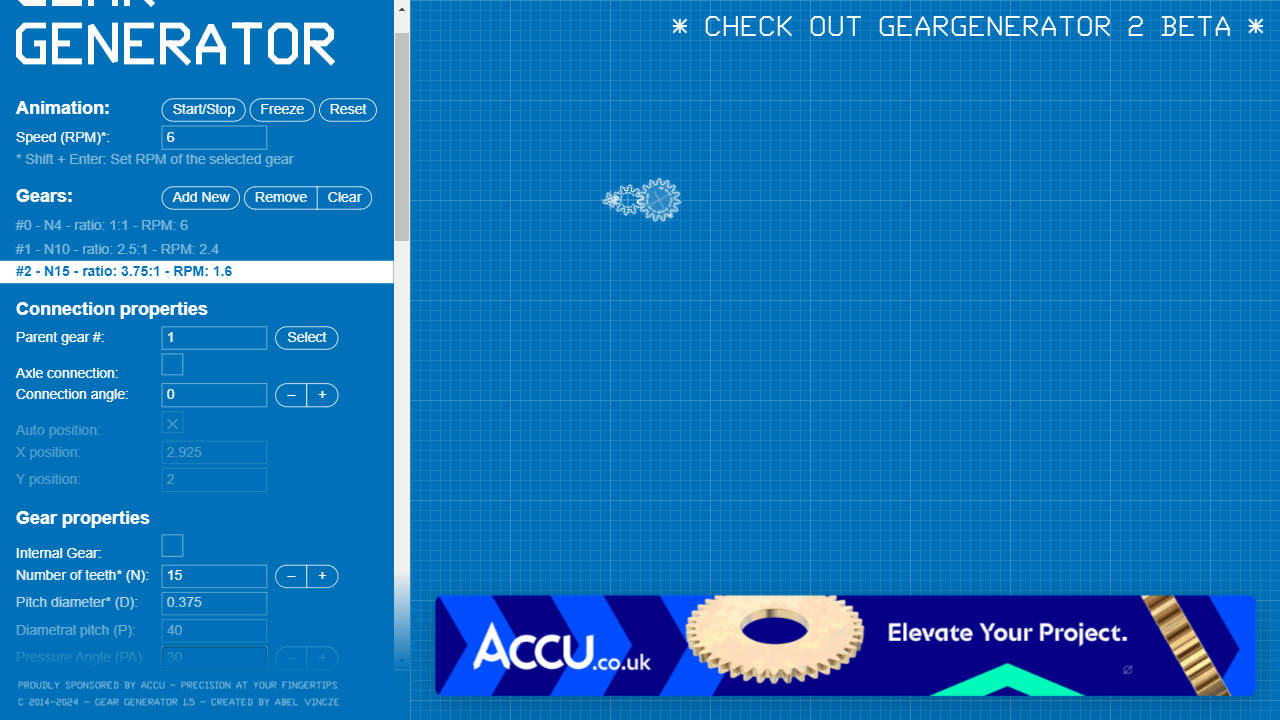 GENERATOR
* CHECK OUT GEARGENERATOR 2 BETA *
Animation: Start/Stop Freeze Reset
Speed (RPM)*: 6
* Shift + Enter: Set RPM of the selected gear
Gears: Add New Remove Clear
#0 - N4 - ratio: 1:1 - RPM: 6
#1 - N10 - ratio: 2.5:1 - RPM: 2.4
#2 - N15 - ratio: 3.75:1 - RPM: 1.6
Connection properties
Parent gear #: 1 Select
Axle connection:
Connection angle: 0 – +
Auto position:
X position: 2.925
Y position: 2
Gear properties
Internal Gear:
Number of teeth* (N): 15 – +
Pitch diameter* (D): 0.375
Diametral pitch (P): 40
Pressure Angle (PA): 30 – +
PROUDLY SPONSORED BY ACCU - PRECISION AT YOUR FINGERTIPS
C 2014-2024 - GEAR GENERATOR 1.5 - CREATED BY ABEL VINCZE
ACCU.co.uk
Elevate Your Project.